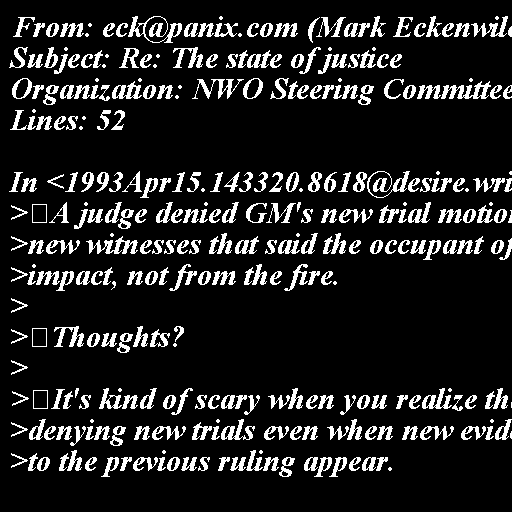 From: eck@panix.com (Mark Eckenwile
Subject: Re: The state of justice
Organization: NWO Steering Committee
Lines: 52

In <1993Apr15.143320.8618@desire.wri
>□A judge denied GM's new trial motion
>new witnesses that said the occupant of
>impact, not from the fire.
>
>□Thoughts?
>
>□It's kind of scary when you realize th
>denying new trials even when new evide
>to the previous ruling appear.